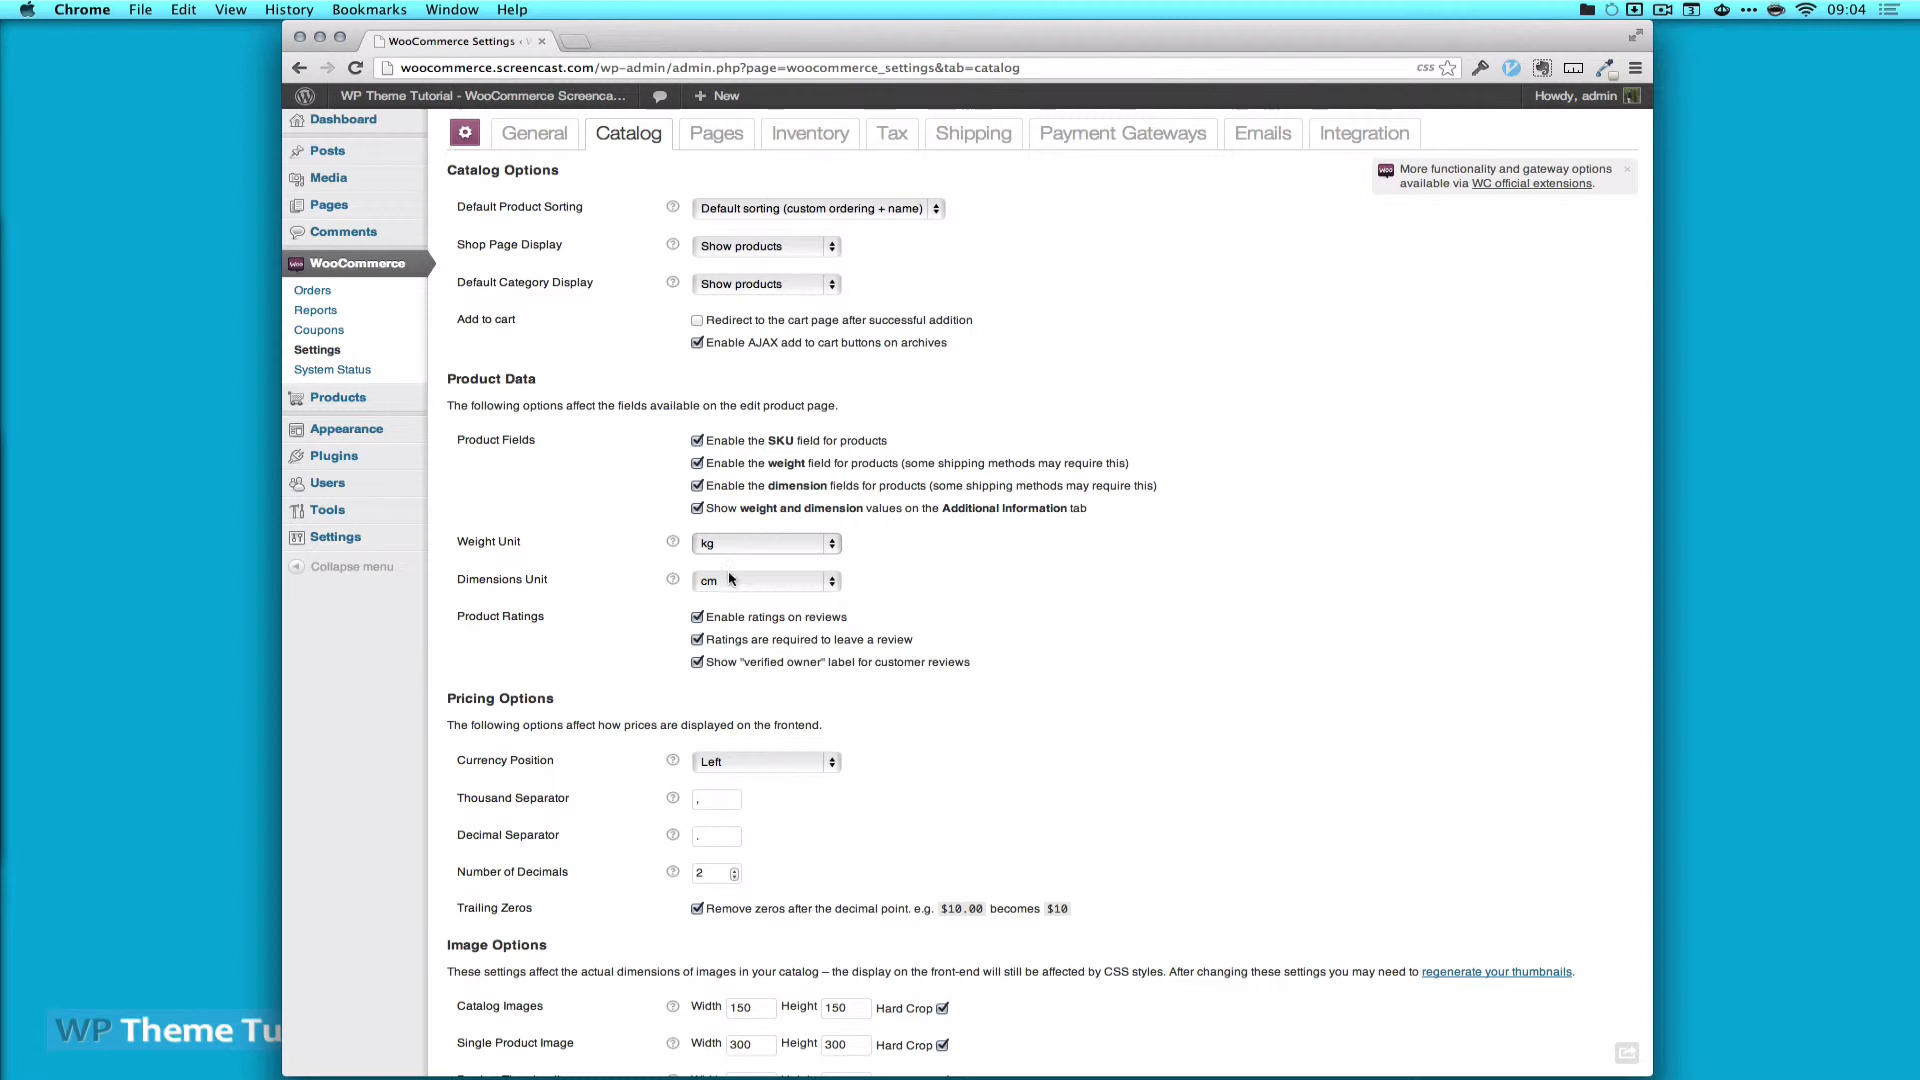 Chrome File Edit View History Bookmarks Window Help 3 09:04
WooCommerce Settings ‹
woocommerce.screencast.com/wp-admin/admin.php?page=woocommerce_settings&tab=catalog css
WP Theme Tutorial - WooCommerce Screenca... + New Howdy, admin
Dashboard
Posts
Media
Pages
Comments
Woo WooCommerce
Orders
Reports
Coupons
Settings
System Status
Products
Appearance
Plugins
Users
Tools
Settings
Collapse menu
General Catalog Pages Inventory Tax Shipping Payment Gateways Emails Integration
Woo More functionality and gateway options
available via WC official extensions.
Catalog Options
Default Product Sorting ? Default sorting (custom ordering + name)
Shop Page Display ? Show products
Default Category Display ? Show products
Add to cart Redirect to the cart page after successful addition
Enable AJAX add to cart buttons on archives
Product Data
The following options affect the fields available on the edit product page.
Product Fields Enable the SKU field for products
Enable the weight field for products (some shipping methods may require this)
Enable the dimension fields for products (some shipping methods may require this)
Show weight and dimension values on the Additional Information tab
Weight Unit ? kg
Dimensions Unit ? cm
Product Ratings Enable ratings on reviews
Ratings are required to leave a review
Show "verified owner" label for customer reviews
Pricing Options
The following options affect how prices are displayed on the frontend.
Currency Position ? Left
Thousand Separator ? ,
Decimal Separator ? .
Number of Decimals ? 2
Trailing Zeros Remove zeros after the decimal point. e.g. $10.00 becomes $10
Image Options
These settings affect the actual dimensions of images in your catalog – the display on the front-end will still be affected by CSS styles. After changing these settings you may need to regenerate your thumbnails.
Catalog Images ? Width 150 Height 150 Hard Crop
Single Product Image ? Width 300 Height 300 Hard Crop
WP Theme Tu